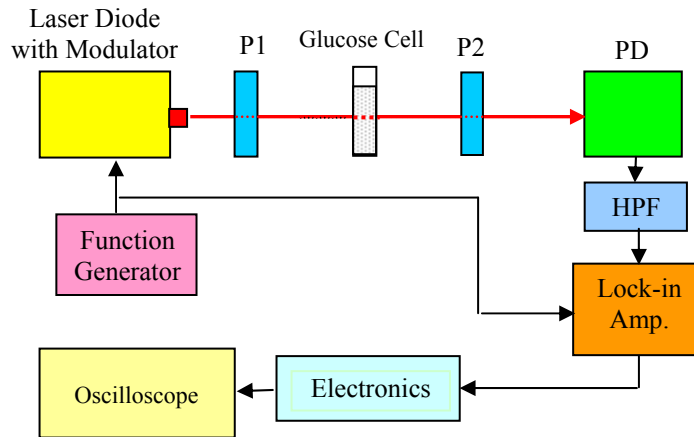 Laser Diode
with Modulator
P1
Glucose Cell
P2
PD
HPF
Function
Generator
Lock-in
Amp.
Oscilloscope
Electronics